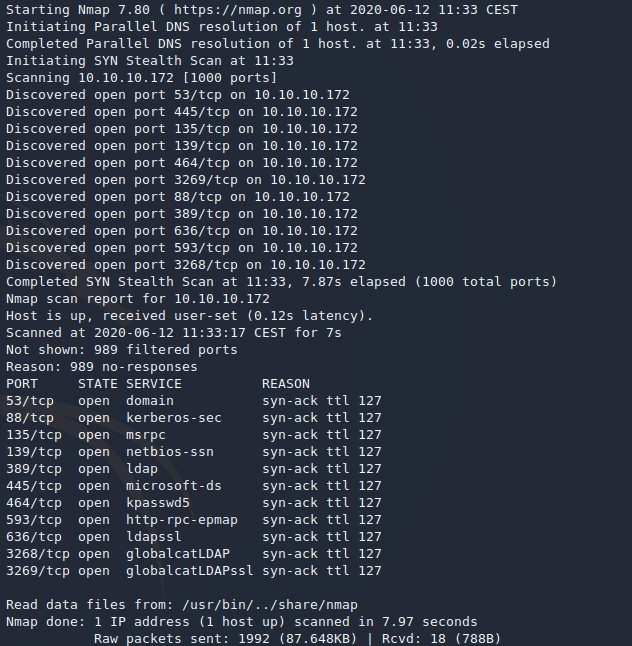 Starting Nmap 7.80 ( https://nmap.org ) at 2020-06-12 11:33 CEST
Initiating Parallel DNS resolution of 1 host. at 11:33
Completed Parallel DNS resolution of 1 host. at 11:33, 0.02s elapsed
Initiating SYN Stealth Scan at 11:33
Scanning 10.10.10.172 [1000 ports]
Discovered open port 53/tcp on 10.10.10.172
Discovered open port 445/tcp on 10.10.10.172
Discovered open port 135/tcp on 10.10.10.172
Discovered open port 139/tcp on 10.10.10.172
Discovered open port 464/tcp on 10.10.10.172
Discovered open port 3269/tcp on 10.10.10.172
Discovered open port 88/tcp on 10.10.10.172
Discovered open port 389/tcp on 10.10.10.172
Discovered open port 636/tcp on 10.10.10.172
Discovered open port 593/tcp on 10.10.10.172
Discovered open port 3268/tcp on 10.10.10.172
Completed SYN Stealth Scan at 11:33, 7.87s elapsed (1000 total ports)
Nmap scan report for 10.10.10.172
Host is up, received user-set (0.12s latency).
Scanned at 2020-06-12 11:33:17 CEST for 7s
Not shown: 989 filtered ports
Reason: 989 no-responses
PORT     STATE SERVICE          REASON
53/tcp   open  domain           syn-ack ttl 127
88/tcp   open  kerberos-sec     syn-ack ttl 127
135/tcp  open  msrpc            syn-ack ttl 127
139/tcp  open  netbios-ssn      syn-ack ttl 127
389/tcp  open  ldap             syn-ack ttl 127
445/tcp  open  microsoft-ds     syn-ack ttl 127
464/tcp  open  kpasswd5         syn-ack ttl 127
593/tcp  open  http-rpc-epmap   syn-ack ttl 127
636/tcp  open  ldapssl          syn-ack ttl 127
3268/tcp open  globalcatLDAP    syn-ack ttl 127
3269/tcp open  globalcatLDAPssl syn-ack ttl 127
Read data files from: /usr/bin/../share/nmap
Nmap done: 1 IP address (1 host up) scanned in 7.97 seconds
           Raw packets sent: 1992 (87.648KB) | Rcvd: 18 (788B)